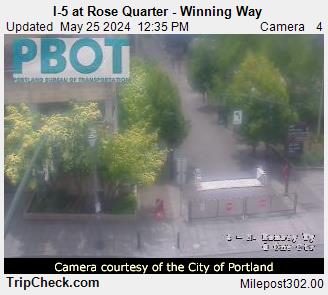 I-5 at Rose Quarter - Winning Way
Updated May 25 2024 12:35 PM Camera 4
PBOT
PORTLAND BUREAU OF TRANSPORTATION
Camera courtesy of the City of Portland
TripCheck.com Milepost302.00